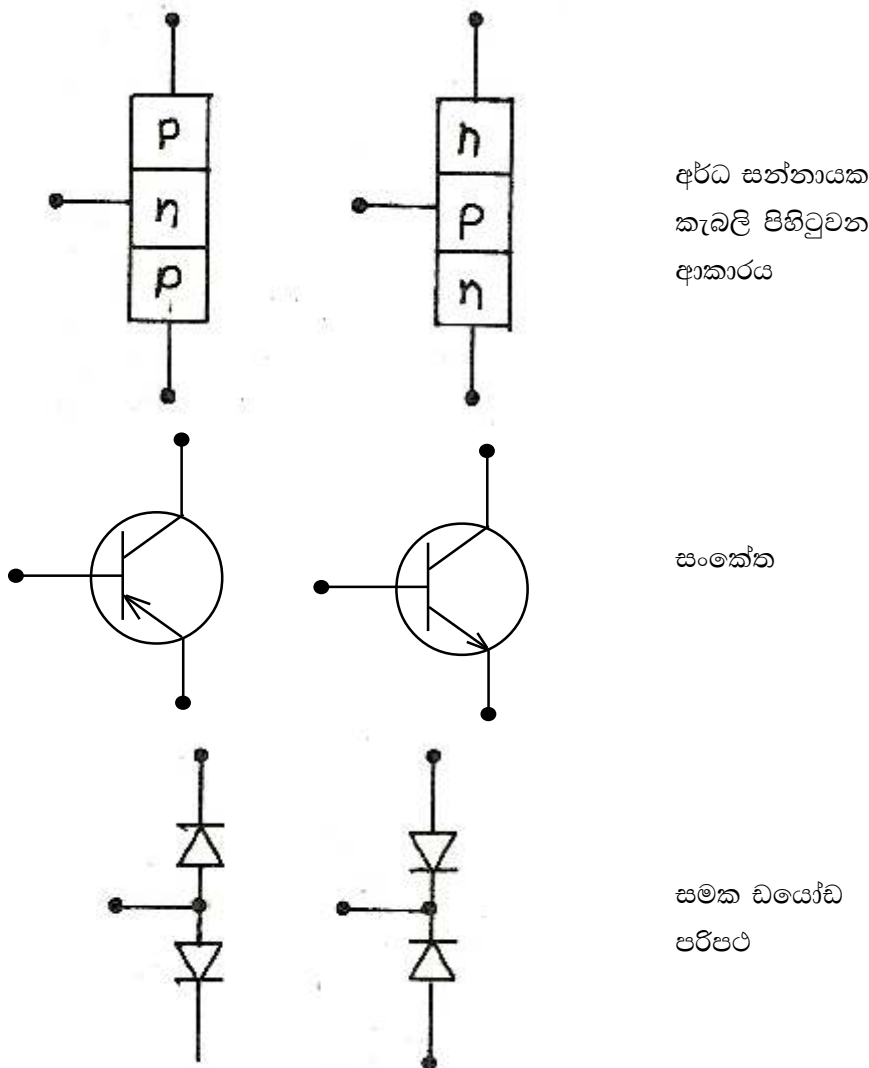 p
n
p
n
p
n
අර්ධ සන්නායක
කැබලි පිහිටුවන
ආකාරය
සංකේත
සමක ඩයෝඩ
පරිපථ